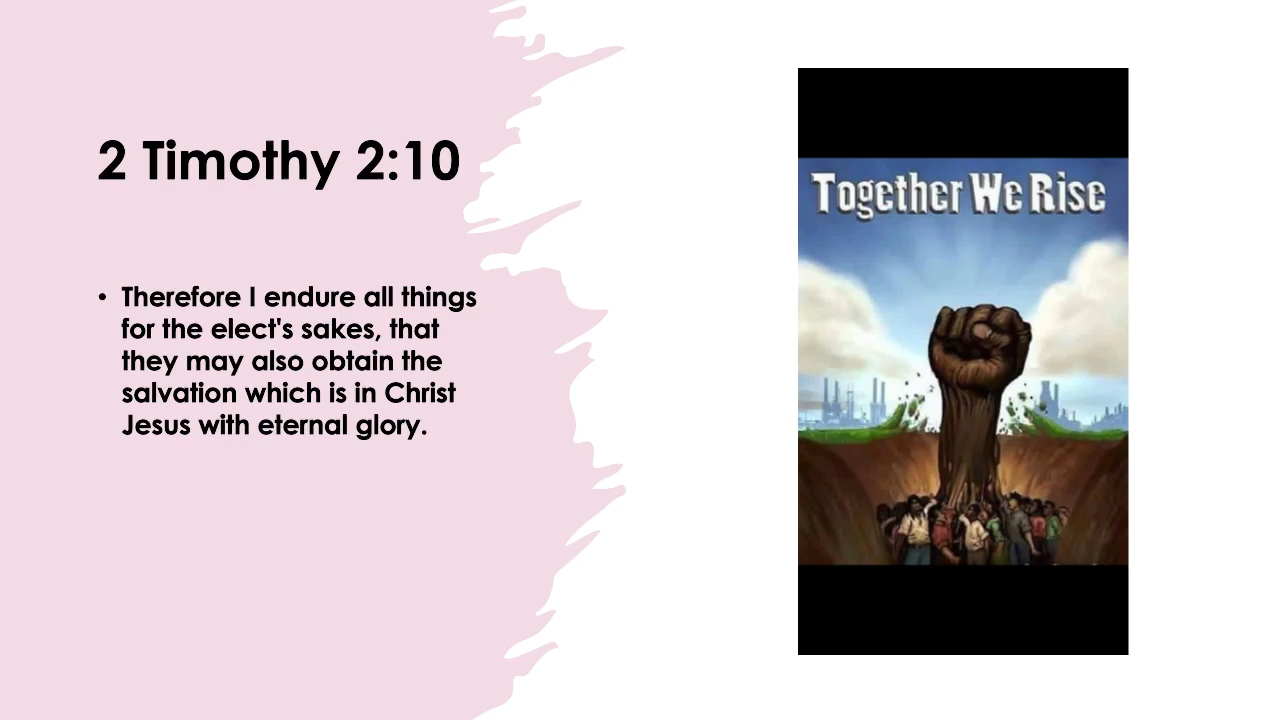 2 Timothy 2:10
• Therefore I endure all things
for the elect's sakes, that
they may also obtain the
salvation which is in Christ
Jesus with eternal glory.
Together We Rise